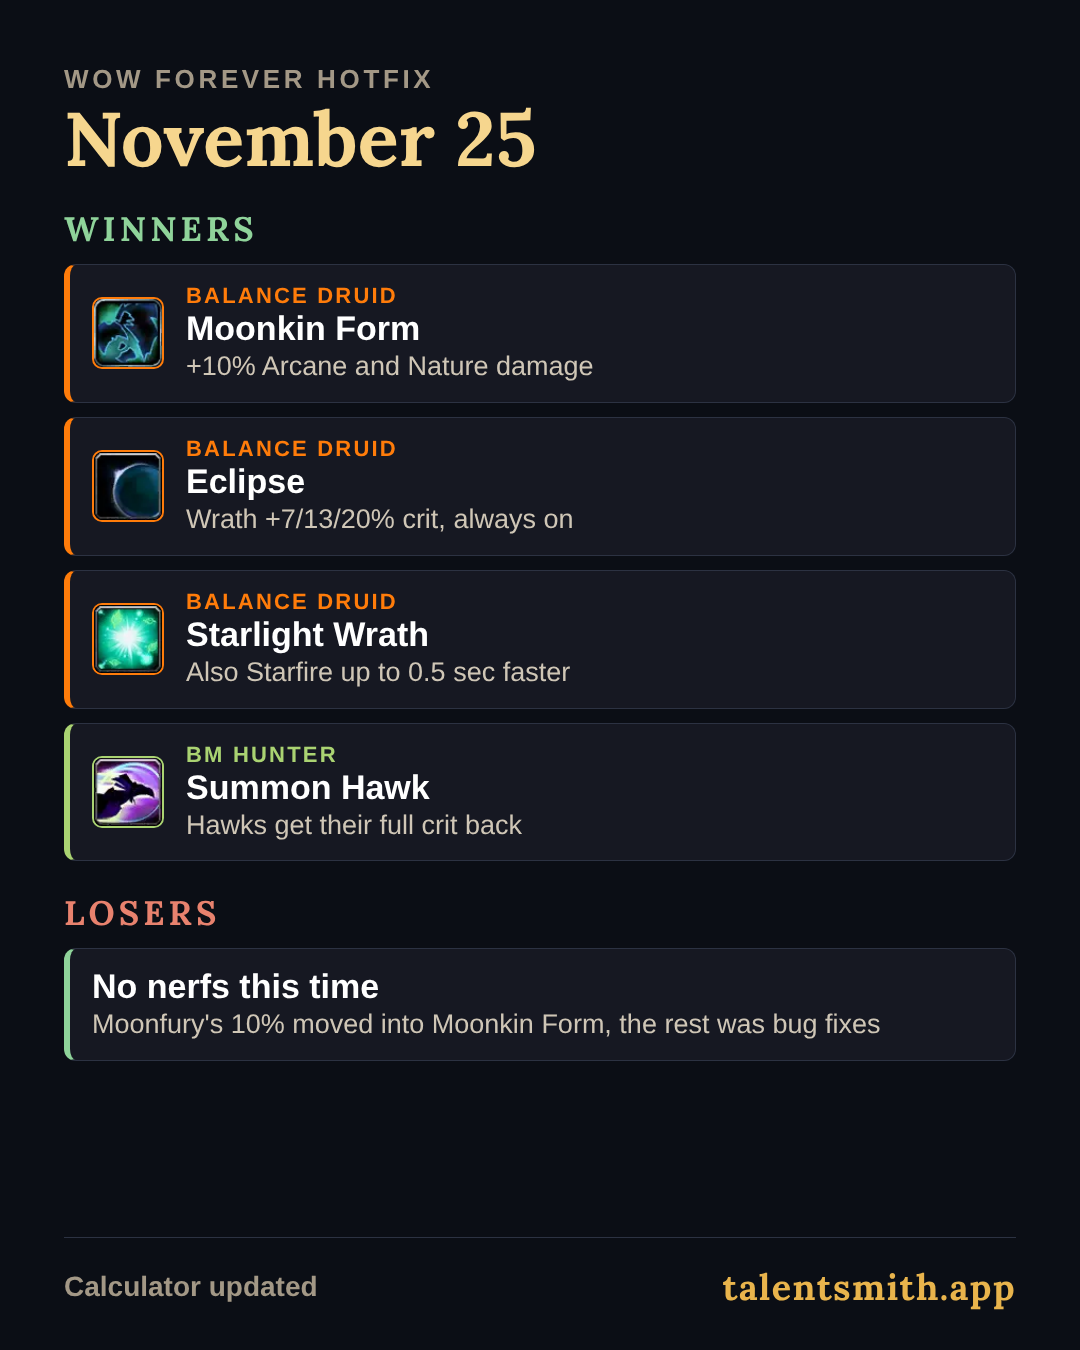 WOW FOREVER HOTFIX
November 25
WINNERS
BALANCE DRUID
Moonkin Form
+10% Arcane and Nature damage
BALANCE DRUID
Eclipse
Wrath +7/13/20% crit, always on
BALANCE DRUID
Starlight Wrath
Also Starfire up to 0.5 sec faster
BM HUNTER
Summon Hawk
Hawks get their full crit back
LOSERS
No nerfs this time
Moonfury's 10% moved into Moonkin Form, the rest was bug fixes
Calculator updated
talentsmith.app